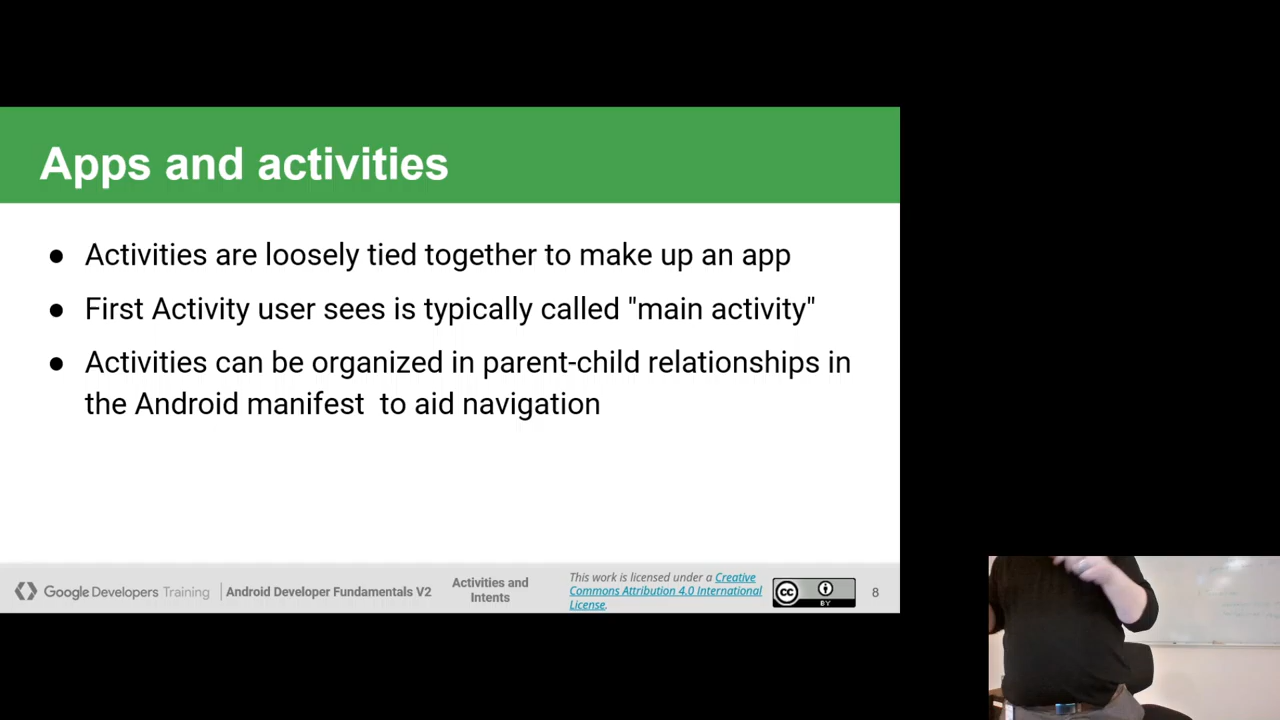 Apps and activities
● Activities are loosely tied together to make up an app
● First Activity user sees is typically called "main activity"
● Activities can be organized in parent-child relationships in
the Android manifest  to aid navigation
Google Developers Training
Android Developer Fundamentals V2
Activities and
Intents
This work is licensed under a Creative
Commons Attribution 4.0 International
License.
cc
BY
8